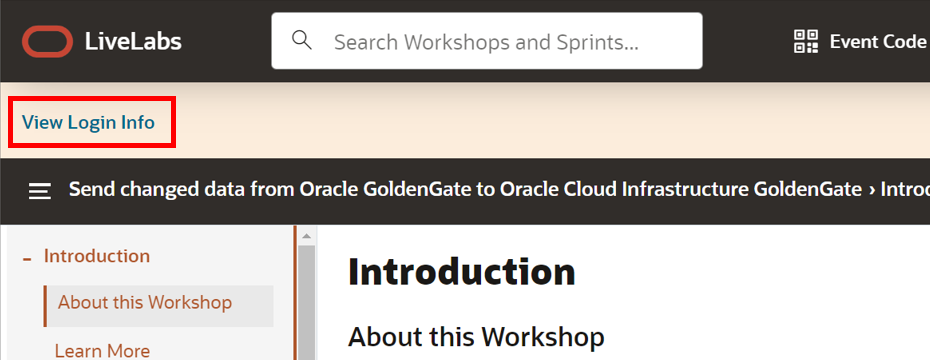 LiveLabs
Search Workshops and Sprints...
Event Code
View Login Info
Send changed data from Oracle GoldenGate to Oracle Cloud Infrastructure GoldenGate › Introd
- Introduction
About this Workshop
Learn More
Introduction
About this Workshop